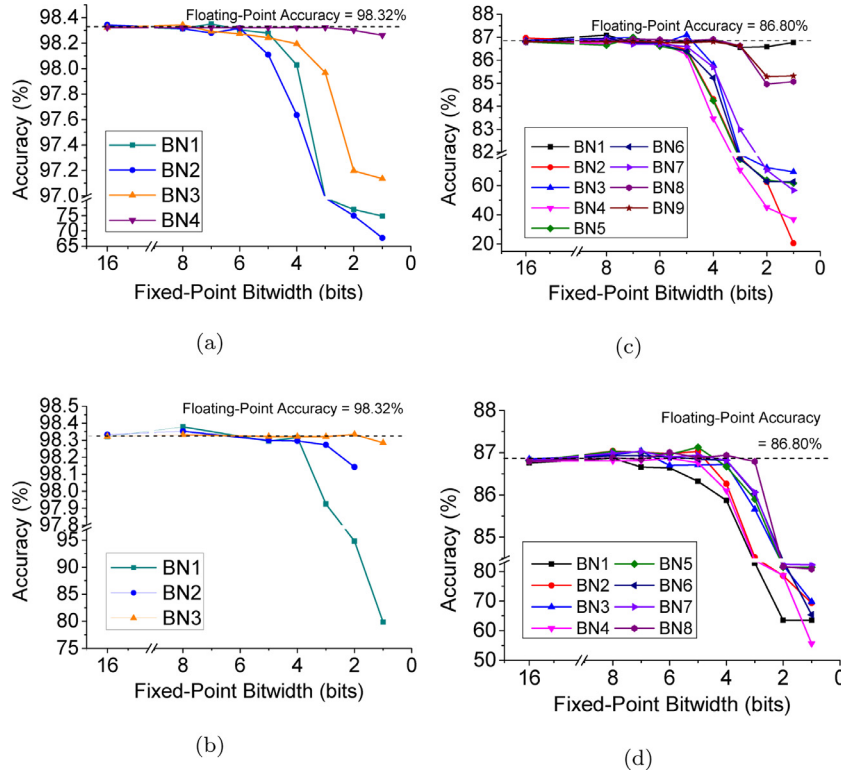 Floating-Point Accuracy = 98.32%
98.4
98.2
98.0
97.8
97.6
97.4
97.2
97.0
75
70
65
Accuracy (%)
BN1
BN2
BN3
BN4
16 8 6 4 2 0
Fixed-Point Bitwidth (bits)
(a)
Floating-Point Accuracy = 86.80%
88
87
86
85
84
83
82
60
40
20
Accuracy (%)
BN1 BN6
BN2 BN7
BN3 BN8
BN4 BN9
BN5
16 8 6 4 2 0
Fixed-Point Bitwidth (bits)
(c)
Floating-Point Accuracy = 98.32%
98.5
98.4
98.3
98.2
98.1
98.0
97.9
97.8
95
90
85
80
75
Accuracy (%)
BN1
BN2
BN3
16 8 6 4 2 0
Fixed-Point Bitwidth (bits)
(b)
Floating-Point Accuracy
= 86.80%
88
87
86
85
80
70
60
50
Accuracy (%)
BN1 BN5
BN2 BN6
BN3 BN7
BN4 BN8
16 8 6 4 2 0
Fixed-Point Bitwidth (bits)
(d)